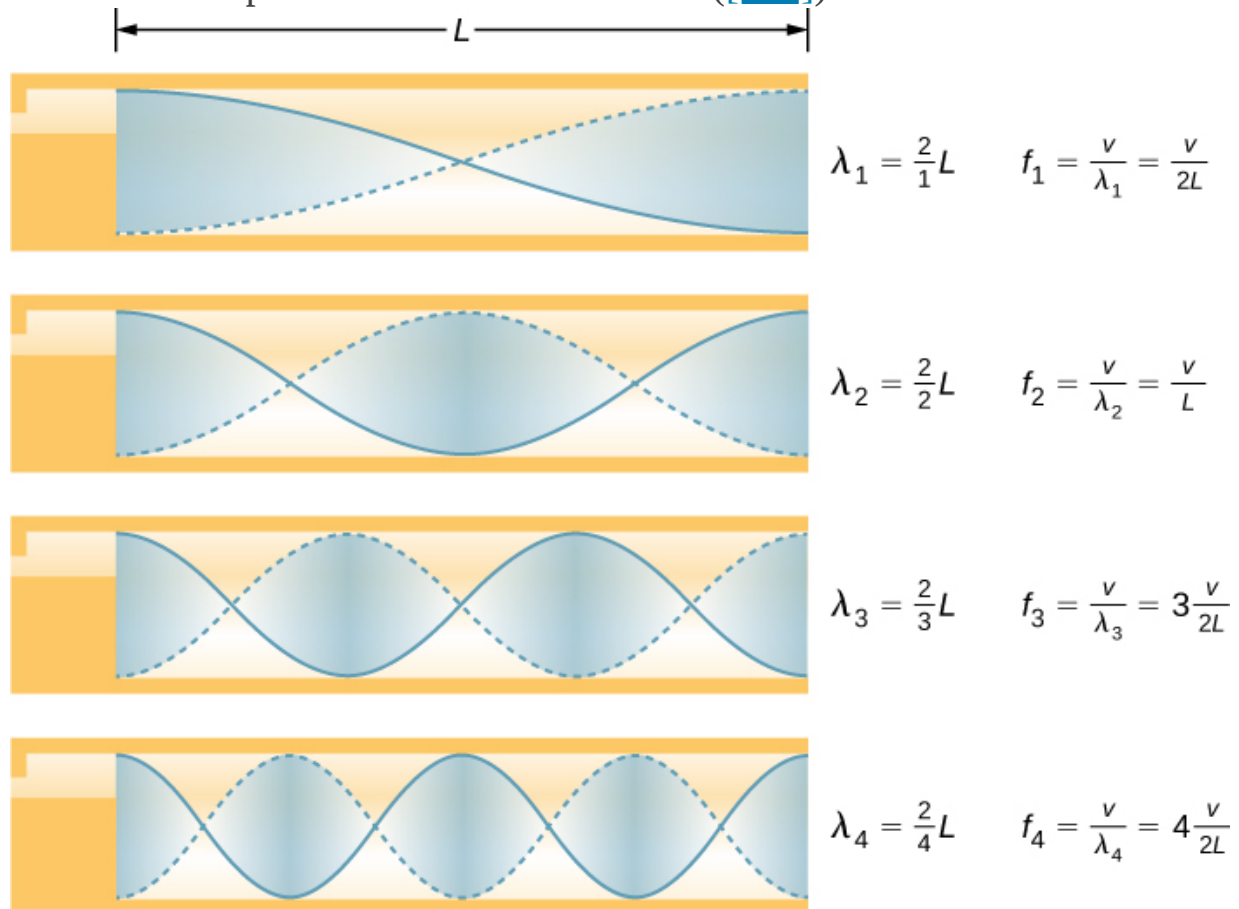 L
λ₁ = 2/1 L    f₁ = v/λ₁ = v/2L
λ₂ = 2/2 L    f₂ = v/λ₂ = v/L
λ₃ = 2/3 L    f₃ = v/λ₃ = 3 v/2L
λ₄ = 2/4 L    f₄ = v/λ₄ = 4 v/2L